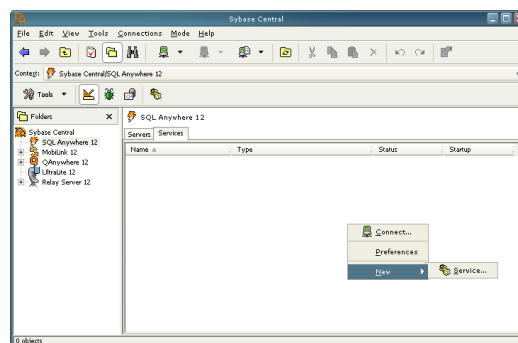 Sybase Central
File Edit View Tools Connections Mode Help
Context: Sybase Central/SQL Anywhere 12
Tools
Folders x
SQL Anywhere 12
Servers Services
Name Type Status Startup
Sybase Central
SQL Anywhere 12
MobiLink 12
QAnywhere 12
UltraLite 12
Relay Server 12
Connect...
Preferences
New
Service...
0 objects